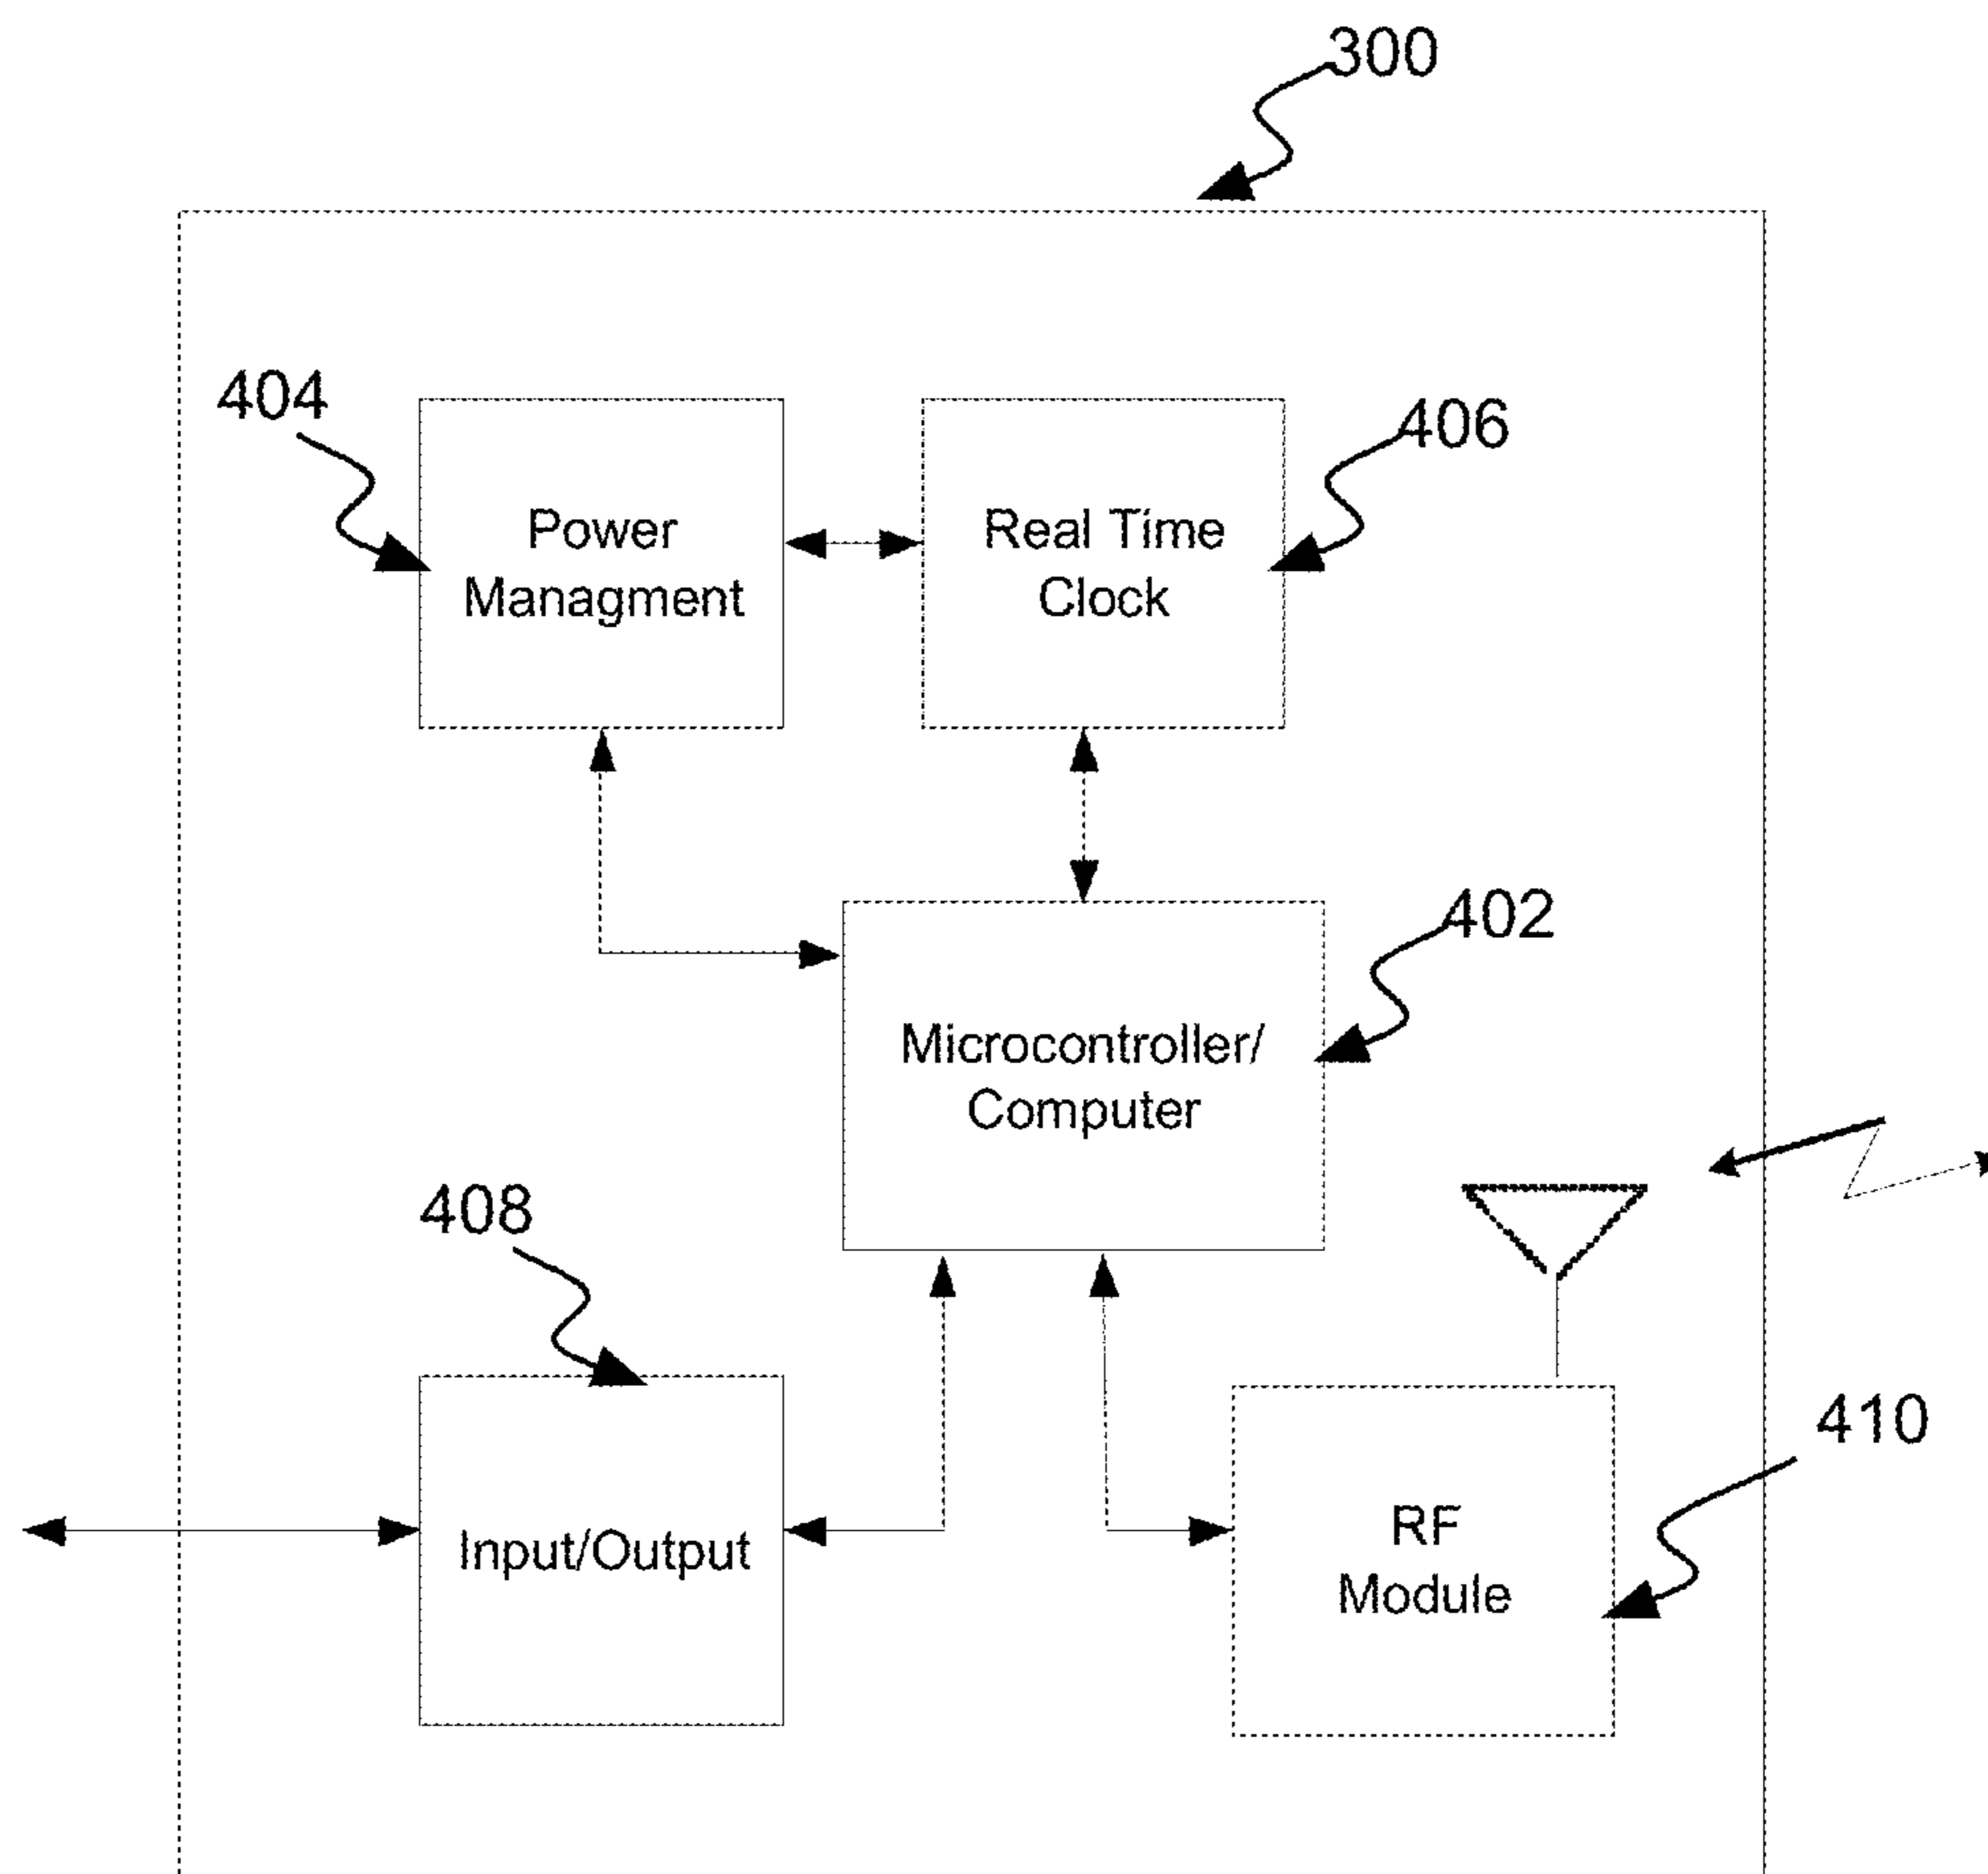 300
404
406
Power
Managment
Real Time
Clock
402
Microcontroller/
Computer
408
410
Input/Output
RF
Module